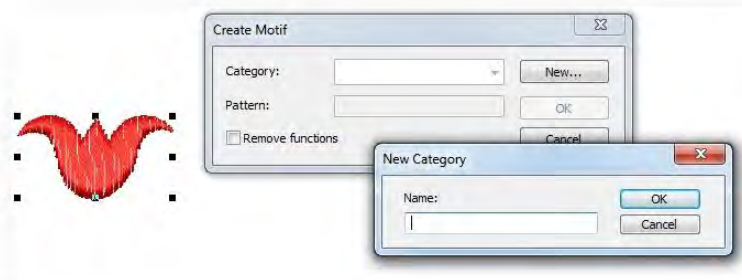 Create Motif
Category:
New...
Pattern:
OK
Remove functions
Cancel
New Category
Name:
OK
Cancel